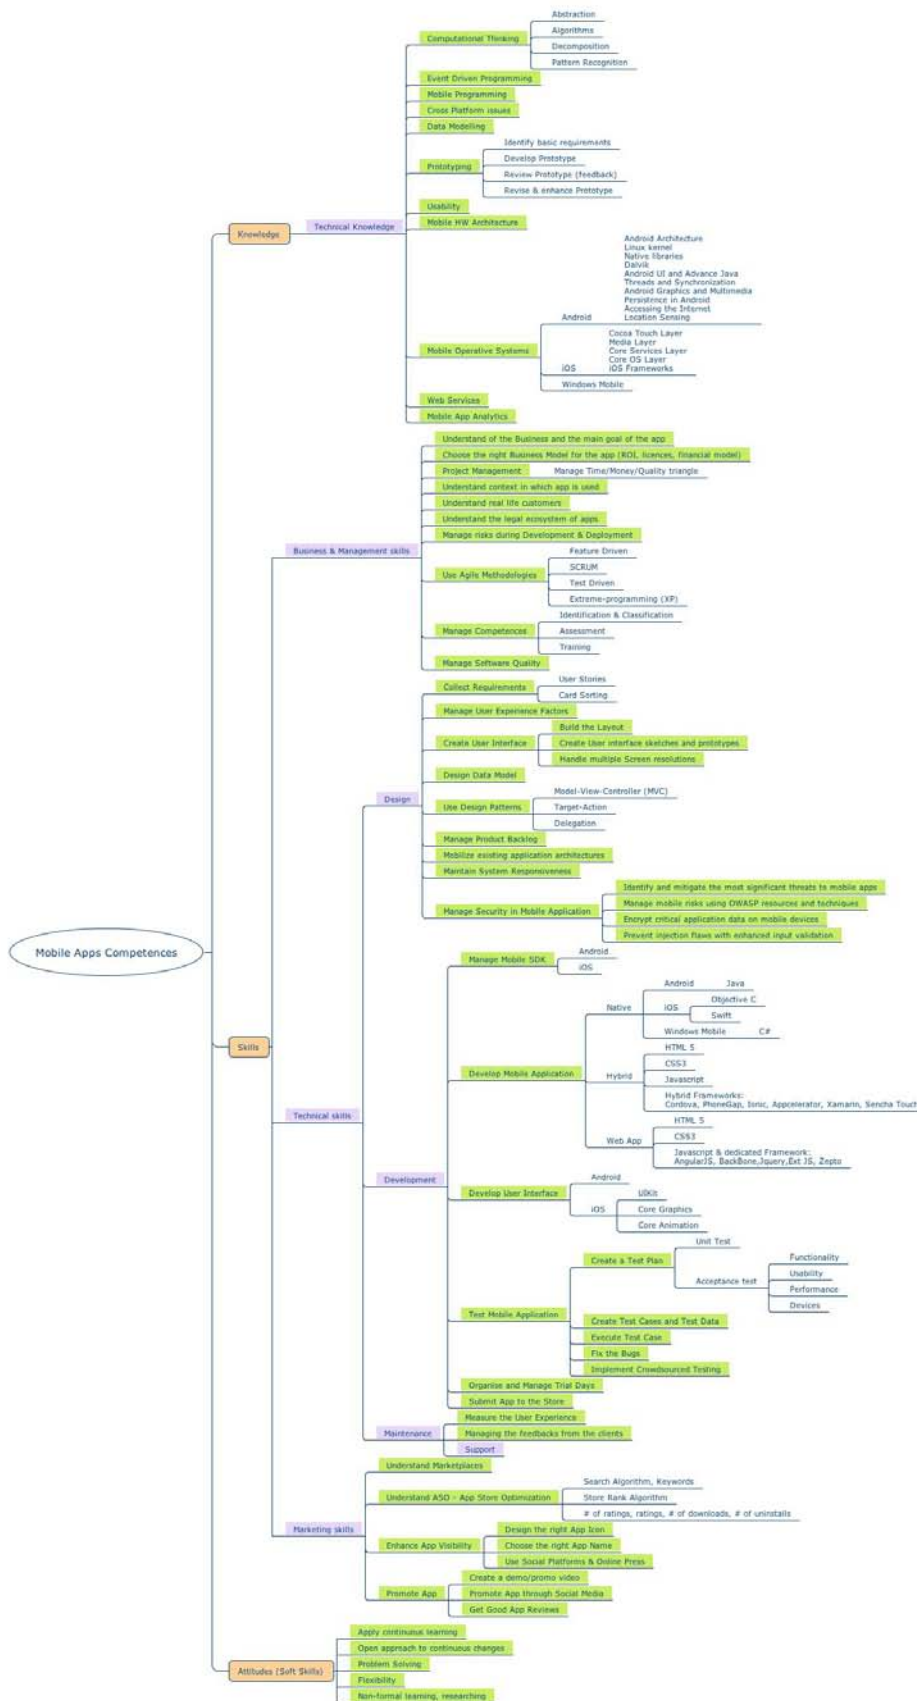 Abstraction
Computational Thinking
Algorithms
Decomposition
Pattern Recognition
Event Driven Programming
Mobile Programming
Cross Platform issues
Data Modelling
Identify basic requirements
Prototyping
Develop Prototype
Review Prototype (feedback)
Revise & enhance Prototype
Usability
Mobile HW Architecture
Knowledge
Technical Knowledge
Android Architecture
Linux kernel
Native libraries
Dalvik
Android UI and Advance Java
Threads and Synchronization
Android Graphics and Multimedia
Persistence in Android
Accessing the Internet
Android
Location Sensing
Mobile Operative Systems
Cocoa Touch Layer
Media Layer
Core Services Layer
Core OS Layer
iOS
iOS Frameworks
Windows Mobile
Web Services
Mobile App Analytics
Understand of the Business and the main goal of the app
Choose the right Business Model for the app (ROI, licences, financial model)
Project Management
Manage Time/Money/Quality triangle
Understand context in which app is used
Understand real life customers
Understand the legal ecosystem of apps
Manage risks during Development & Deployment
Business & Management skills
Feature Driven
Use Agile Methodologies
SCRUM
Test Driven
Extreme-programming (XP)
Identification & Classification
Manage Competences
Assessment
Training
Manage Software Quality
Collect Requirements
User Stories
Card Sorting
Manage User Experience Factors
Build the Layout
Create User Interface
Create User interface sketches and prototypes
Handle multiple Screen resolutions
Design Data Model
Design
Model-View-Controller (MVC)
Use Design Patterns
Target-Action
Delegation
Manage Product Backlog
Mobilize existing application architectures
Maintain System Responsiveness
Identify and mitigate the most significant threats to mobile apps
Manage Security in Mobile Application
Manage mobile risks using OWASP resources and techniques
Encrypt critical application data on mobile devices
Prevent injection flaws with enhanced input validation
Mobile Apps Competences
Manage Mobile SDK
Android
iOS
Skills
Android
Java
Native
iOS
Objective C
Swift
Windows Mobile
C#
Develop Mobile Application
HTML 5
Hybrid
CSS3
Javascript
Hybrid Frameworks:
Cordova, PhoneGap, Ionic, Appcelerator, Xamarin, Sencha Touch
Technical skills
HTML 5
Web App
CSS3
Javascript & dedicated Framework:
AngularJS, BackBone,Jquery,Ext JS, Zepto
Development
Develop User Interface
Android
iOS
UIKit
Core Graphics
Core Animation
Unit Test
Create a Test Plan
Functionality
Acceptance test
Usability
Performance
Devices
Test Mobile Application
Create Test Cases and Test Data
Execute Test Case
Fix the Bugs
Implement Crowdsourced Testing
Organise and Manage Trial Days
Submit App to the Store
Measure the User Experience
Maintenance
Managing the feedbacks from the clients
Support
Understand Marketplaces
Search Algorithm, Keywords
Understand ASO - App Store Optimization
Store Rank Algorithm
# of ratings, ratings, # of downloads, # of uninstalls
Marketing skills
Design the right App Icon
Enhance App Visibility
Choose the right App Name
Use Social Platforms & Online Press
Create a demo/promo video
Promote App
Promote App through Social Media
Get Good App Reviews
Apply continuous learning
Open approach to continuous changes
Attitudes (Soft Skills)
Problem Solving
Flexibility
Non-formal learning, researching